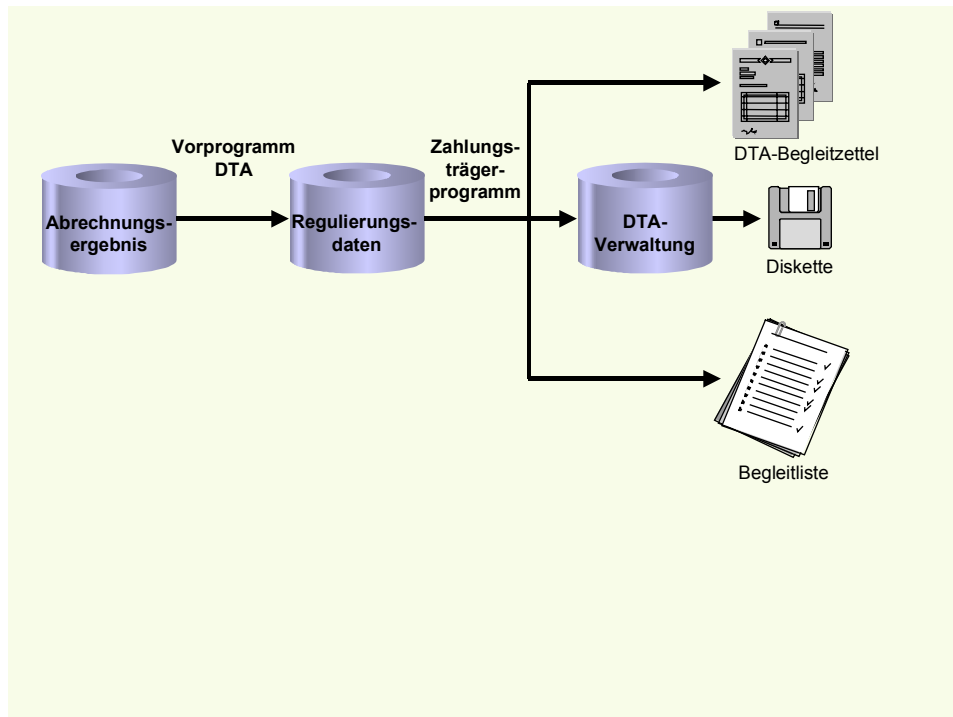 Vorprogramm
DTA
Zahlungs-
träger-
programm
DTA-Begleitzettel
Abrechnungs-
ergebnis
Regulierungs-
daten
DTA-
Verwaltung
Diskette
Begleitliste